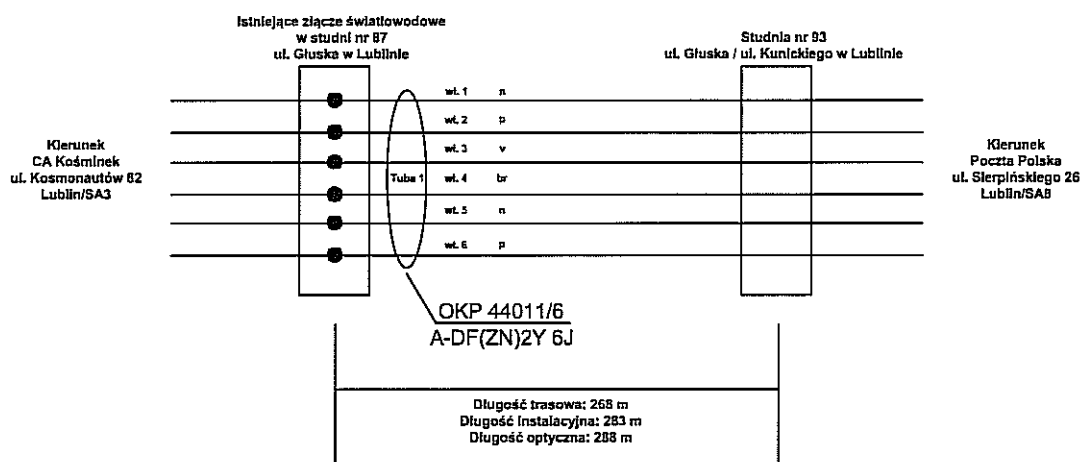 Istniejące złącze światłowodowe
w studni nr 87
ul. Głuska w Lublinie
Studnia nr 93
ul. Głuska / ul. Kunickiego w Lublinie
Kierunek
CA Kośminek
ul. Kosmonautów 82
Lublin/SA3
Tuba 1
wł. 1 n
wł. 2 p
wł. 3 v
wł. 4 br
wł. 5 n
wł. 6 p
Kierunek
Poczta Polska
ul. Sierpińskiego 26
Lublin/SA8
OKP 44011/6
A-DF(ZN)2Y 6J
Długość trasowa: 268 m
Długość instalacyjna: 283 m
Długość optyczna: 288 m